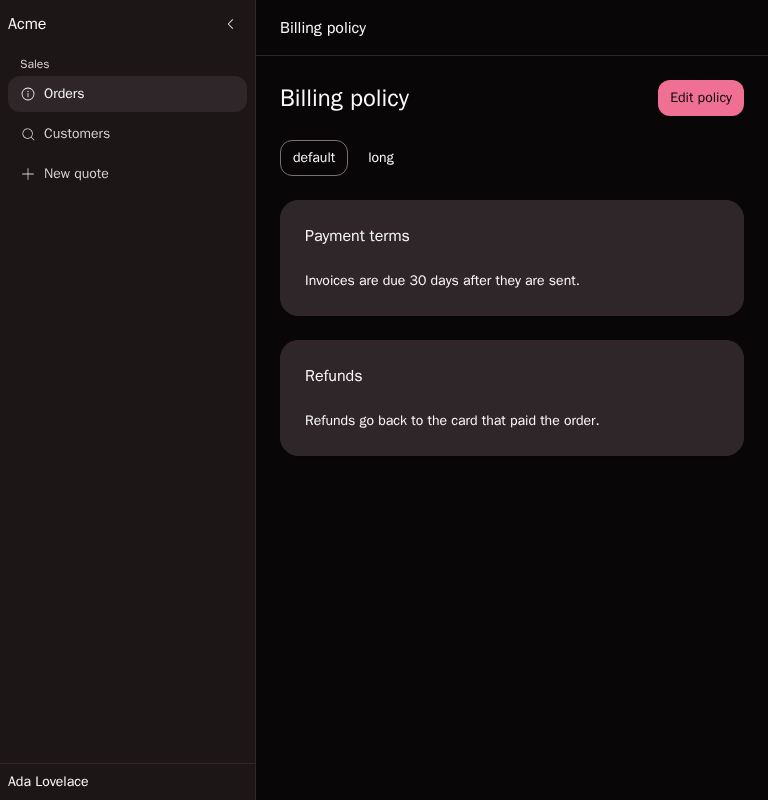 Acme
Sales
Orders
Customers
New quote
Ada Lovelace
Billing policy
Billing policy
Edit policy
default
long
Payment terms
Invoices are due 30 days after they are sent.
Refunds
Refunds go back to the card that paid the order.